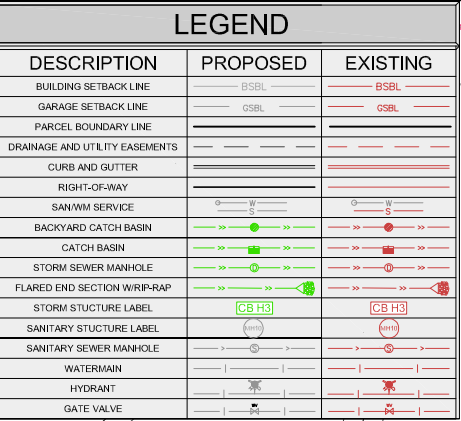 LEGEND
DESCRIPTION PROPOSED EXISTING
BUILDING SETBACK LINE BSBL BSBL
GARAGE SETBACK LINE GSBL GSBL
PARCEL BOUNDARY LINE
DRAINAGE AND UTILITY EASEMENTS
CURB AND GUTTER
RIGHT-OF-WAY
SAN/WM SERVICE W S W S
BACKYARD CATCH BASIN
CATCH BASIN
STORM SEWER MANHOLE
FLARED END SECTION W/RIP-RAP
STORM STUCTURE LABEL CB H3 CB H3
SANITARY STUCTURE LABEL MH10 MH10
SANITARY SEWER MANHOLE S S
WATERMAIN
HYDRANT
GATE VALVE